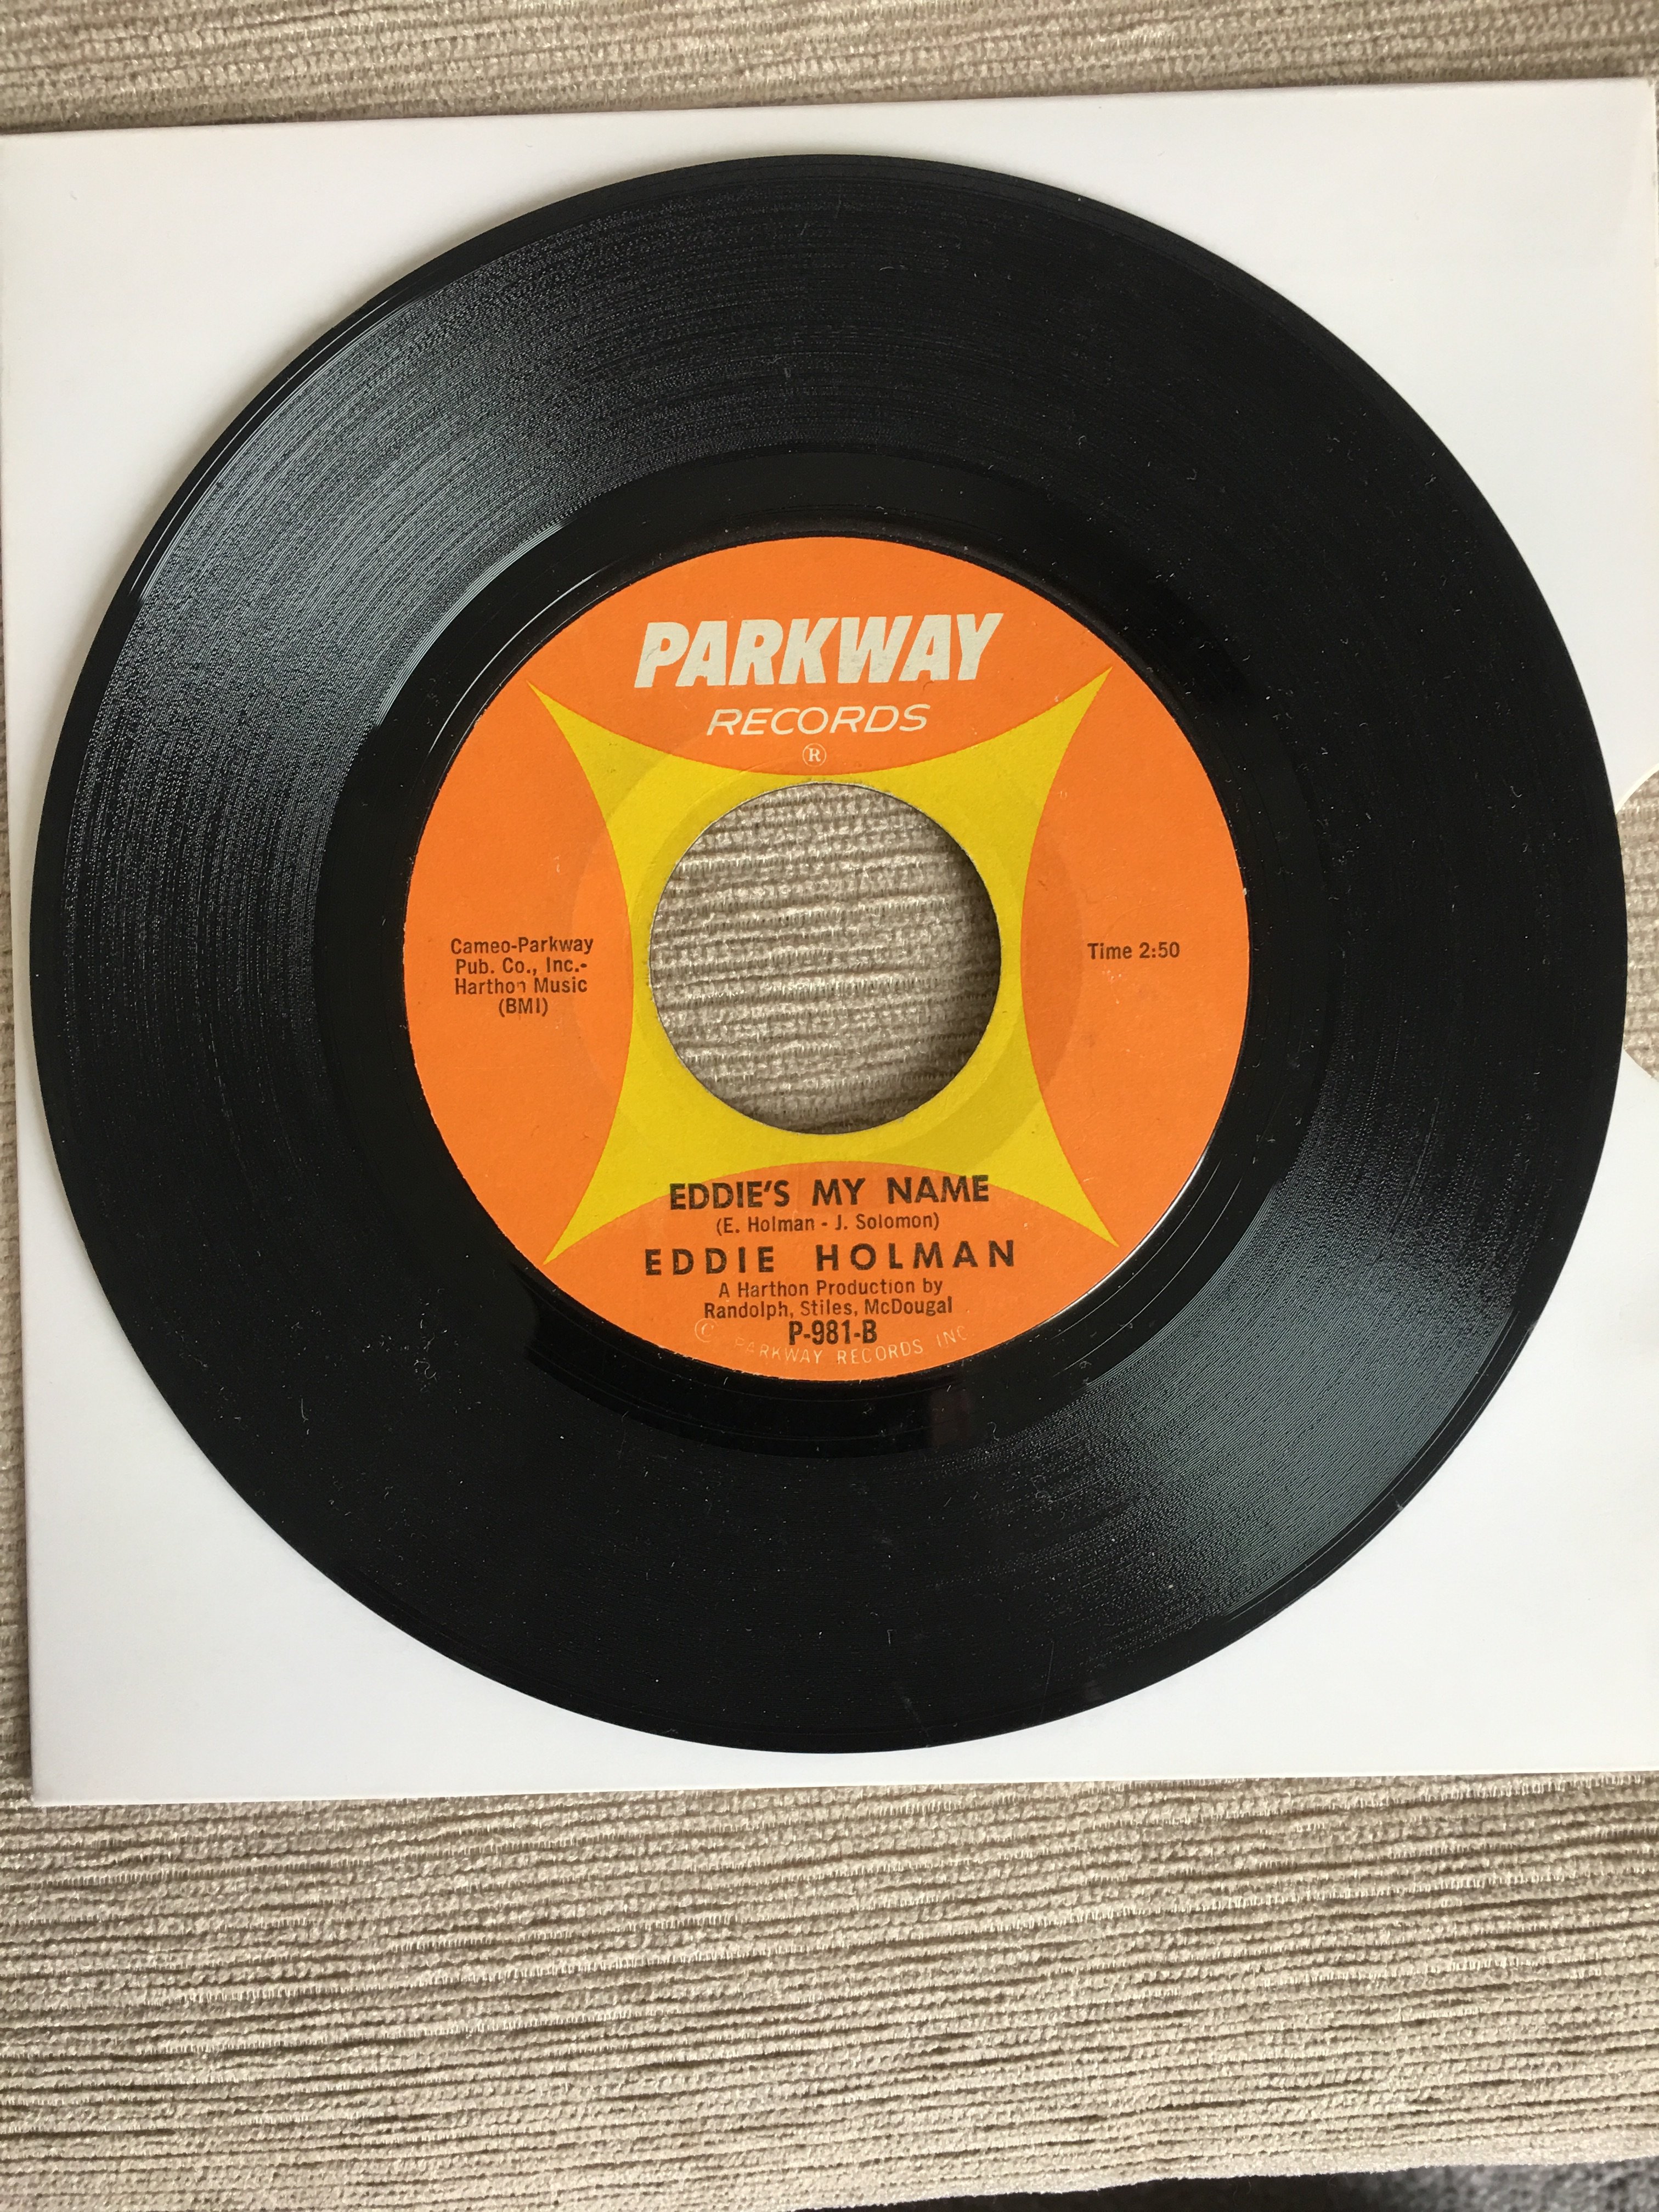 PARKWAY
RECORDS
®
Cameo-Parkway
Pub. Co., Inc.-
Harthon Music
(BMI)
Time 2:50
EDDIE'S MY NAME
(E. Holman - J. Solomon)
EDDIE HOLMAN
A Harthon Production by
Randolph, Stiles, McDougal
P-981-B
© PARKWAY RECORDS INC